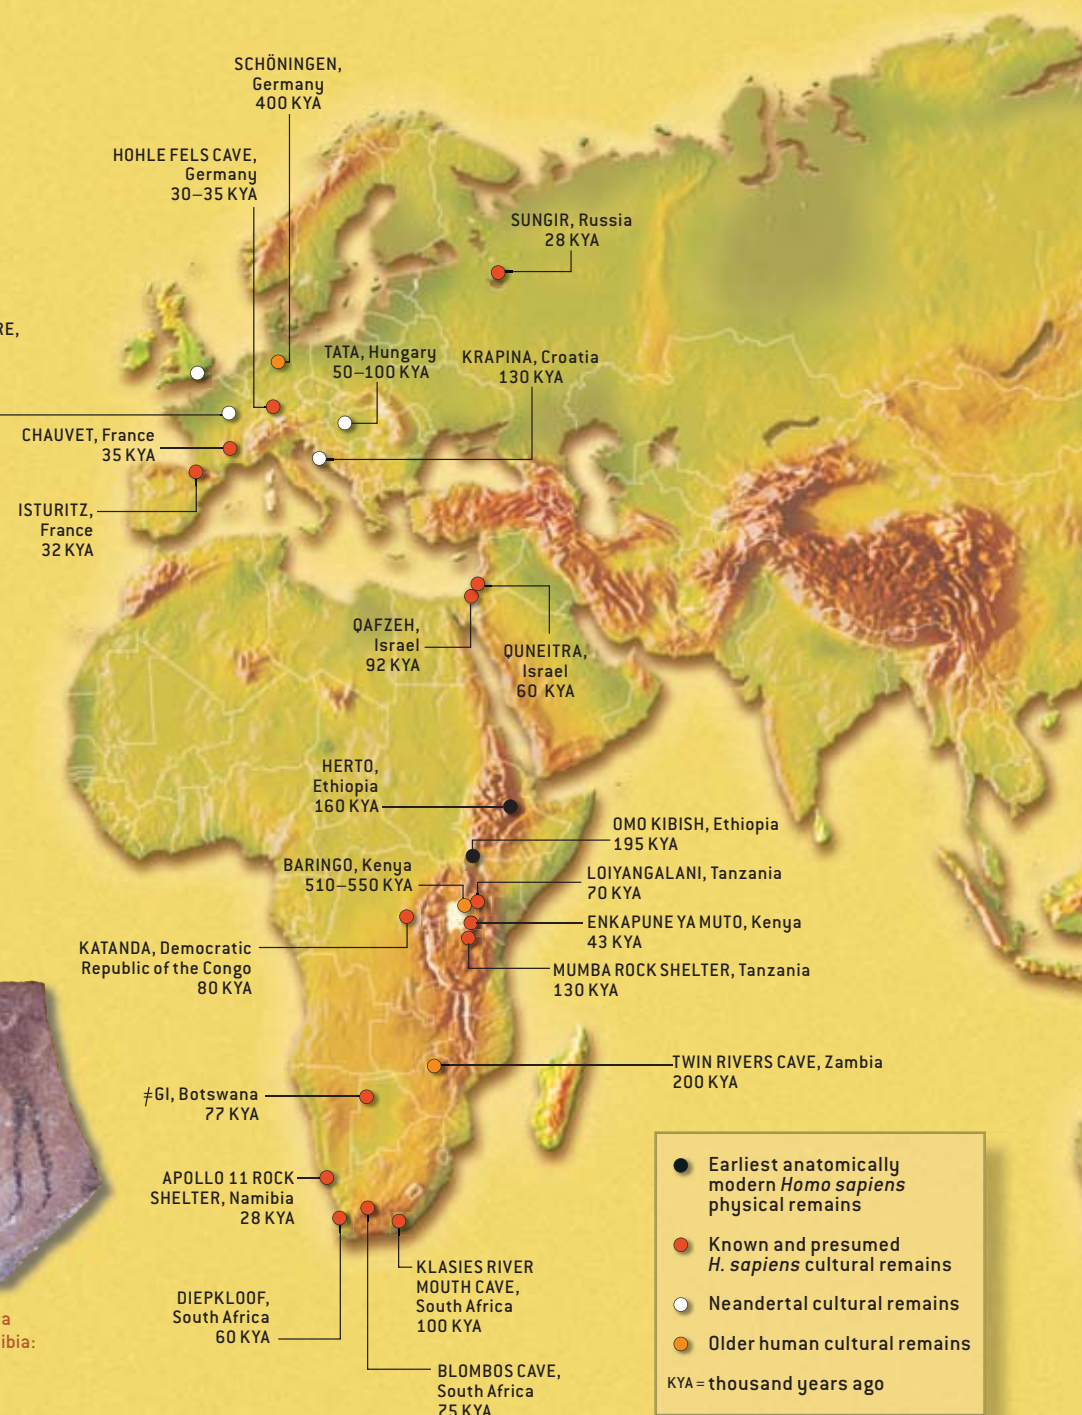 SCHÖNINGEN,
Germany
400 KYA
HOHLE FELS CAVE,
Germany
30–35 KYA
SUNGIR, Russia
28 KYA
RE,
TATA, Hungary
50–100 KYA
KRAPINA, Croatia
130 KYA
CHAUVET, France
35 KYA
ISTURITZ,
France
32 KYA
QAFZEH,
Israel
92 KYA
QUNEITRA,
Israel
60 KYA
HERTO,
Ethiopia
160 KYA
OMO KIBISH, Ethiopia
195 KYA
BARINGO, Kenya
510–550 KYA
LOIYANGALANI, Tanzania
70 KYA
ENKAPUNE YA MUTO, Kenya
43 KYA
KATANDA, Democratic
Republic of the Congo
80 KYA
MUMBA ROCK SHELTER, Tanzania
130 KYA
TWIN RIVERS CAVE, Zambia
200 KYA
≠GI, Botswana
77 KYA
APOLLO 11 ROCK
SHELTER, Namibia
28 KYA
DIEPKLOOF,
South Africa
60 KYA
KLASIES RIVER
MOUTH CAVE,
South Africa
100 KYA
BLOMBOS CAVE,
South Africa
75 KYA
a
ibia:
Earliest anatomically
modern Homo sapiens
physical remains
Known and presumed
H. sapiens cultural remains
Neandertal cultural remains
Older human cultural remains
KYA = thousand years ago